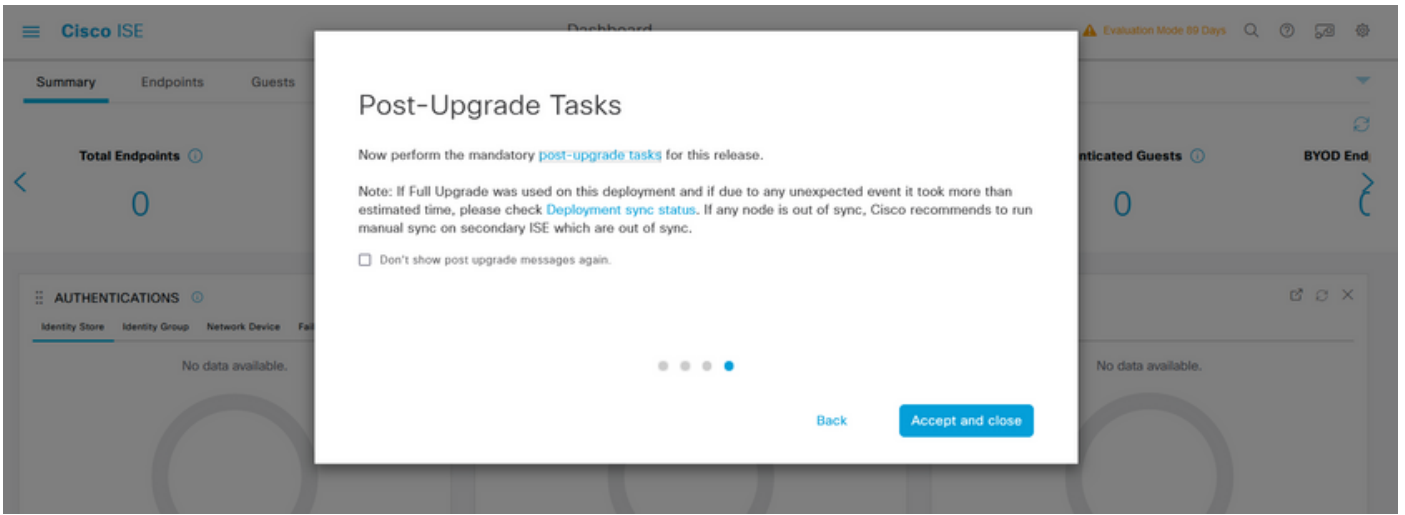 Cisco ISE
Dashboard
Evaluation Mode 89 Days
Summary Endpoints Guests
Total Endpoints
0
nticated Guests
0
BYOD End
Post-Upgrade Tasks
Now perform the mandatory post-upgrade tasks for this release.
Note: If Full Upgrade was used on this deployment and if due to any unexpected event it took more than
estimated time, please check Deployment sync status. If any node is out of sync, Cisco recommends to run
manual sync on secondary ISE which are out of sync.
Don't show post upgrade messages again.
Back
Accept and close
AUTHENTICATIONS
Identity Store Identity Group Network Device Fail
No data available.
No data available.